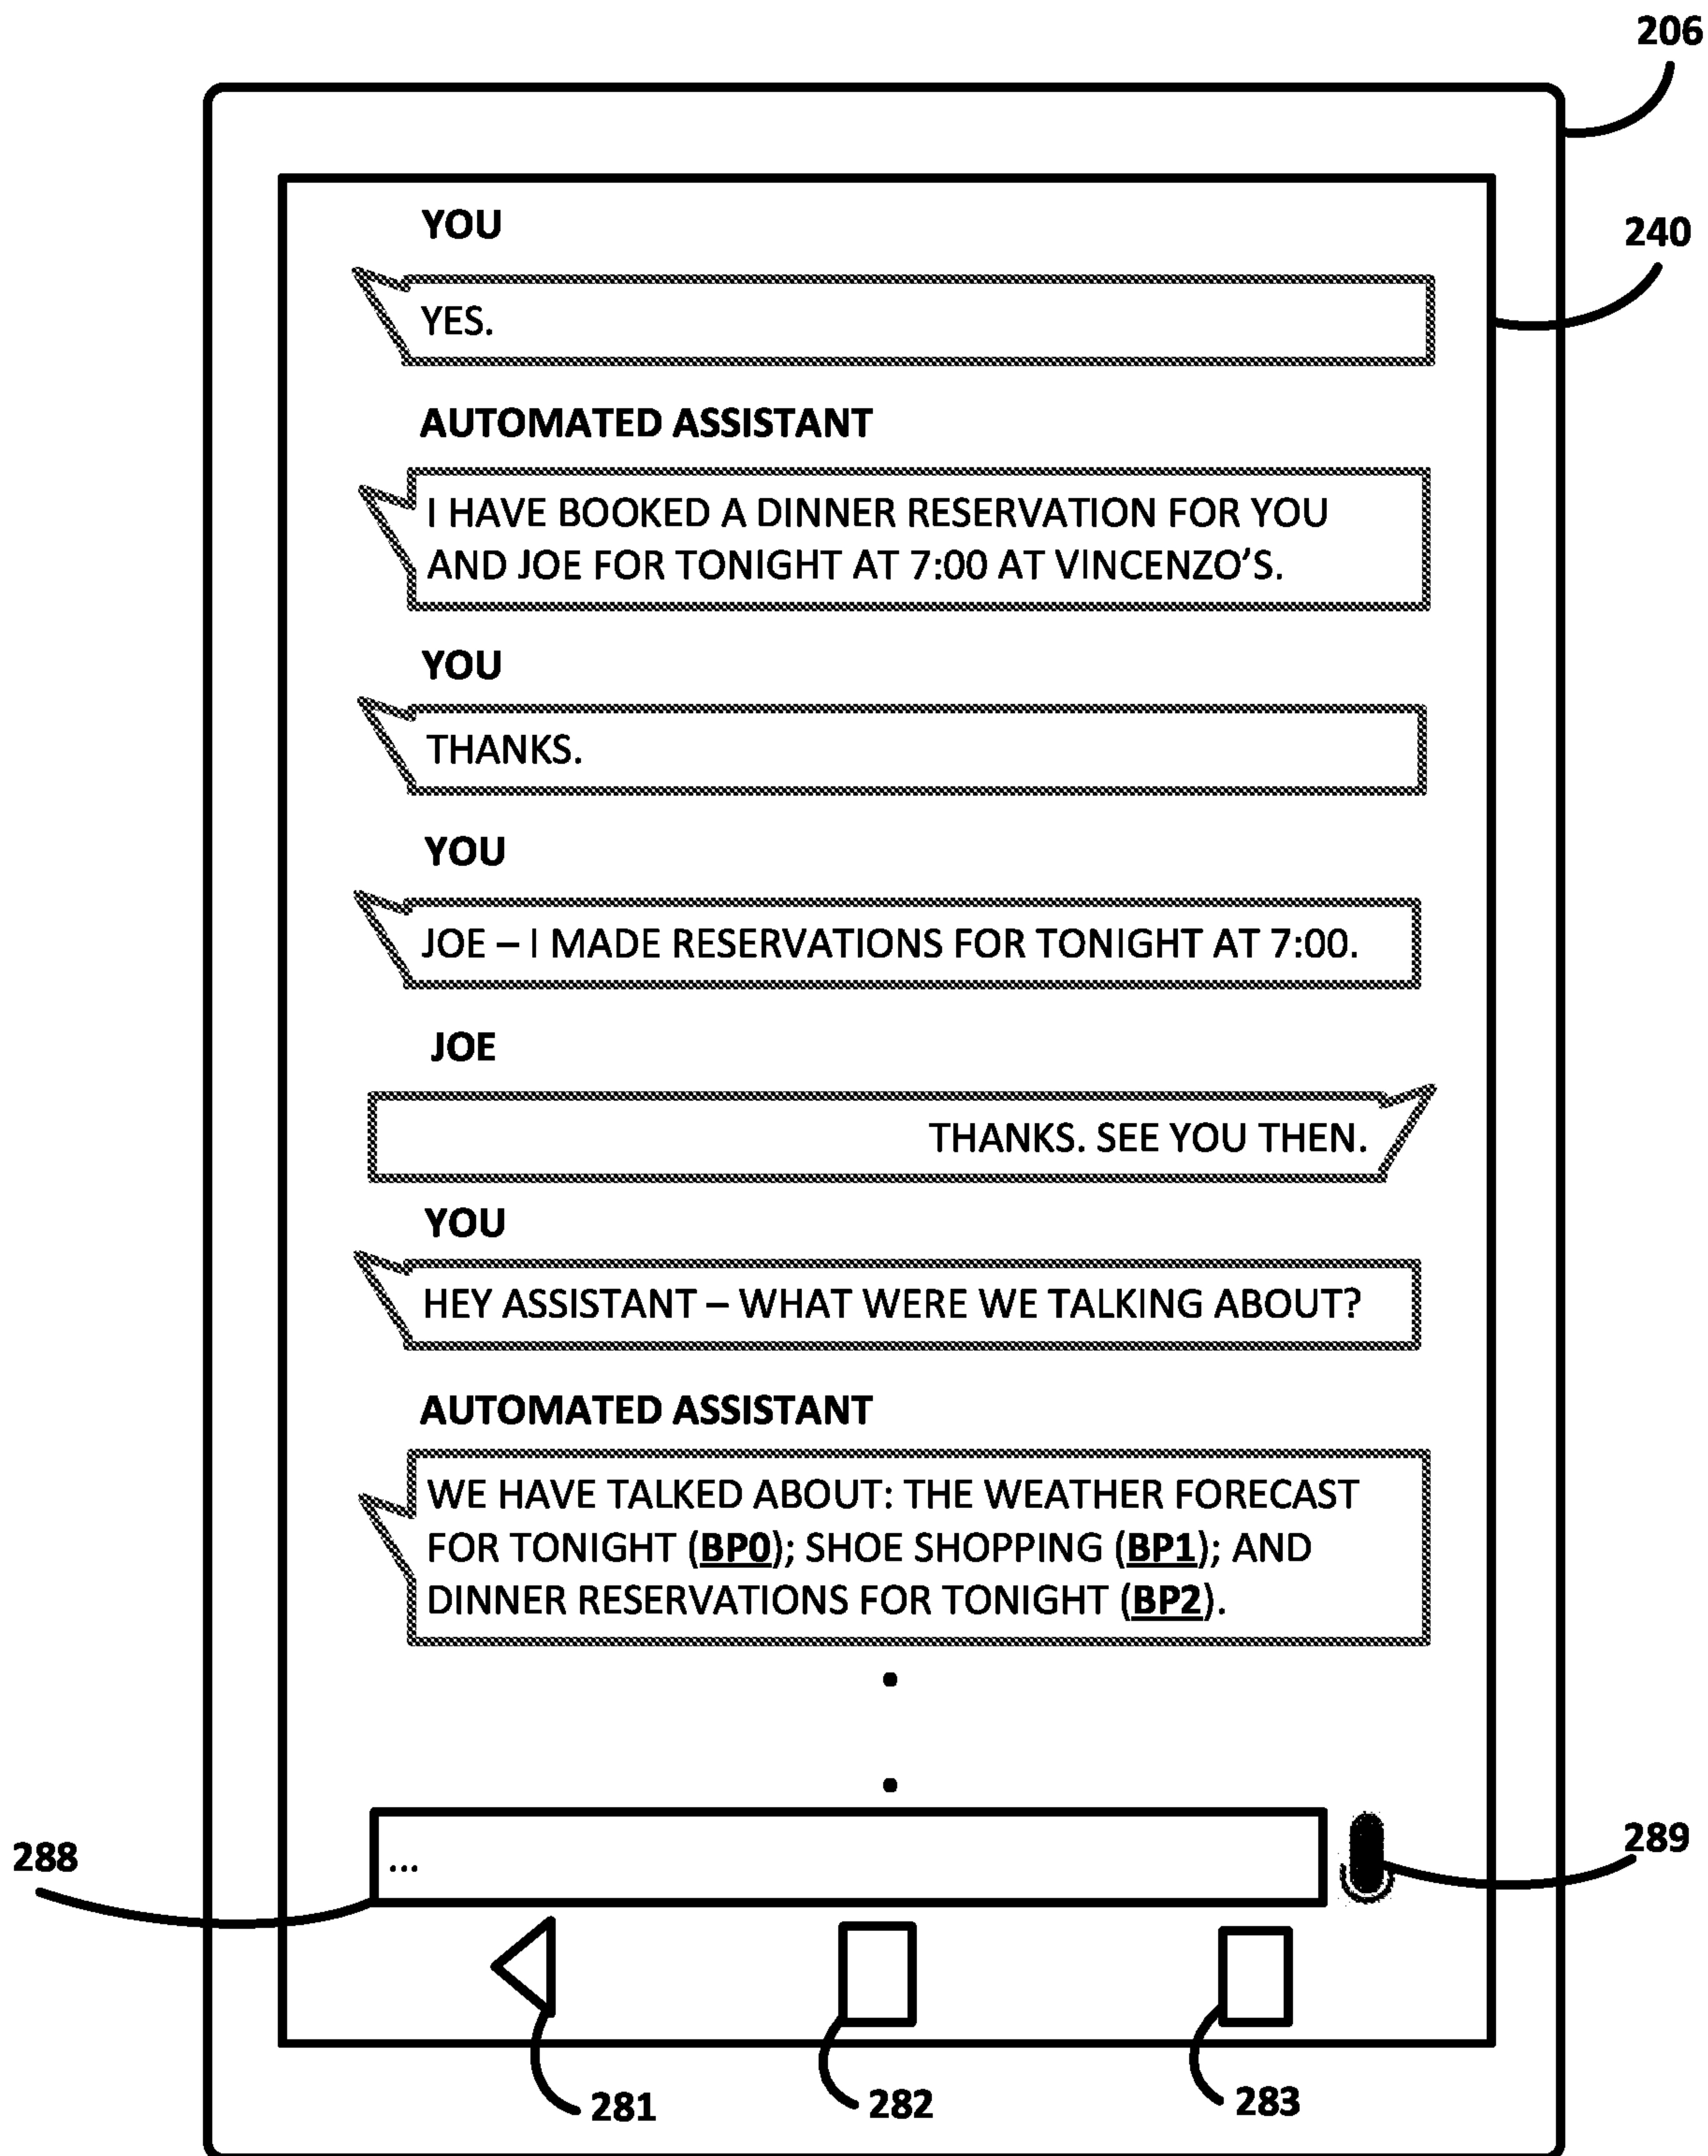 206
YOU
240
YES.
AUTOMATED ASSISTANT
I HAVE BOOKED A DINNER RESERVATION FOR YOU
AND JOE FOR TONIGHT AT 7:00 AT VINCENZO'S.
YOU
THANKS.
YOU
JOE – I MADE RESERVATIONS FOR TONIGHT AT 7:00.
JOE
THANKS. SEE YOU THEN.
YOU
HEY ASSISTANT – WHAT WERE WE TALKING ABOUT?
AUTOMATED ASSISTANT
WE HAVE TALKED ABOUT: THE WEATHER FORECAST
FOR TONIGHT (BP0); SHOE SHOPPING (BP1); AND
DINNER RESERVATIONS FOR TONIGHT (BP2).
288
...
289
281
282
283